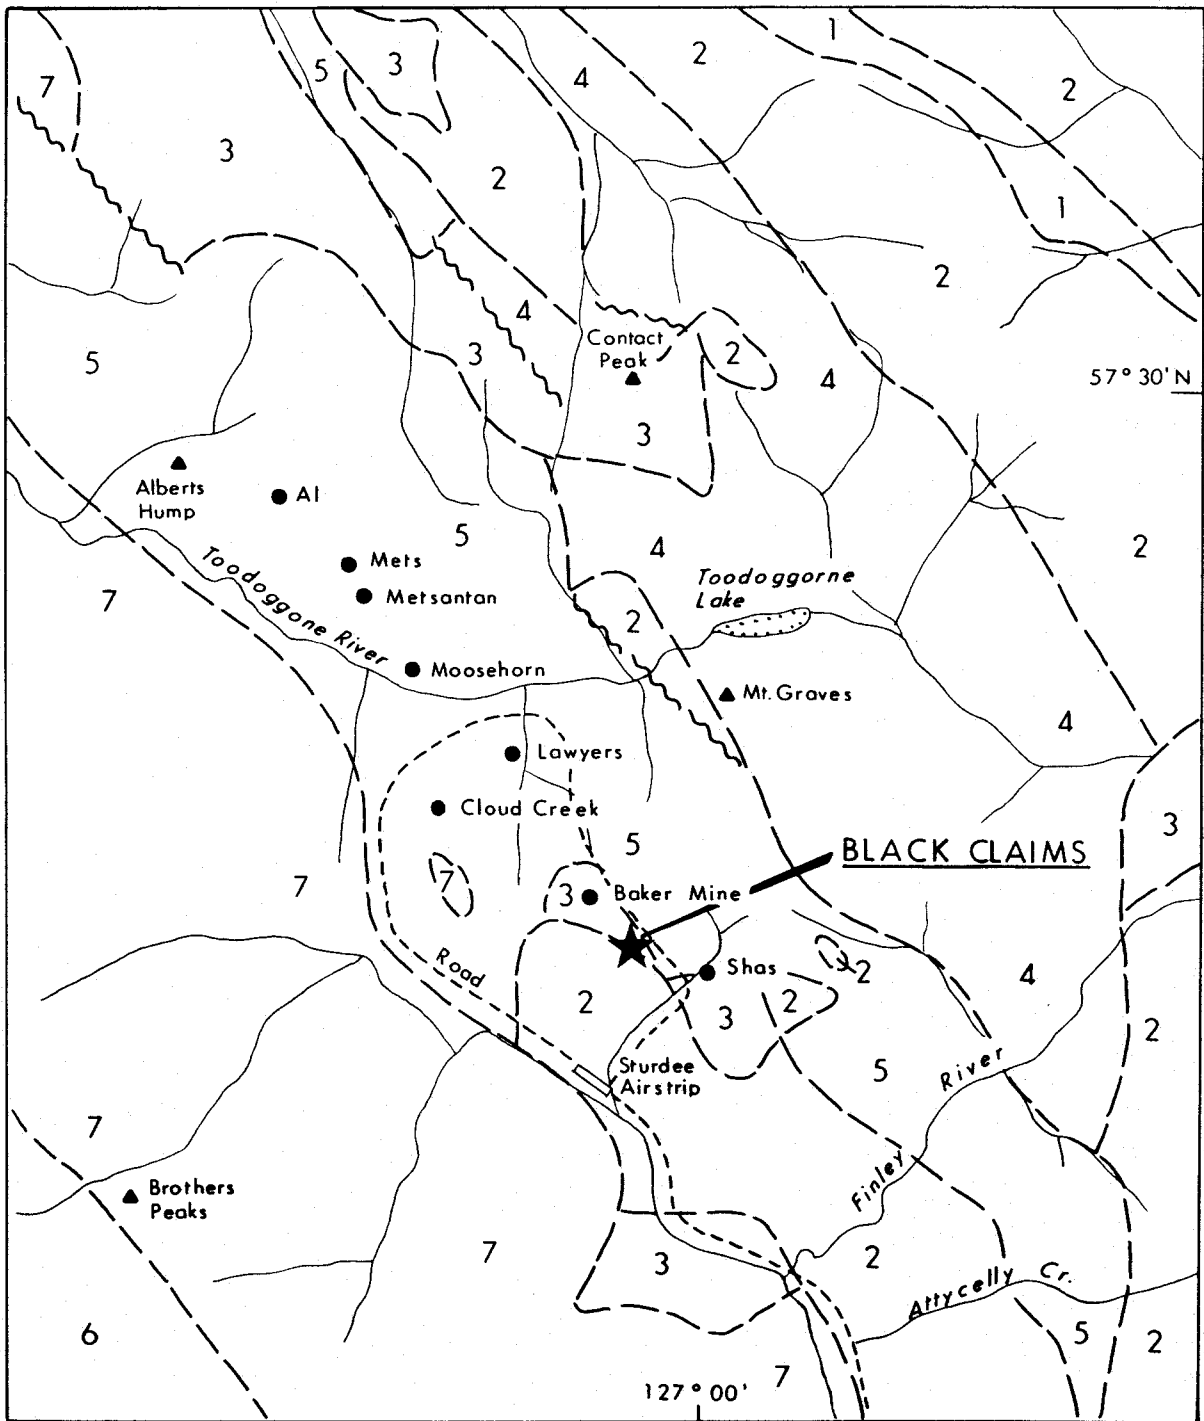 1
2
3
5
4
7
2
3
2
1
2
4
Contact
Peak
2
3
5
4
57° 30' N
3
Alberts
Hump
Al
5
4
2
Mets
Toodoggorne
Lake
Toodoggone River
7
Metsantan
2
Moosehorn
Mt. Graves
4
Lawyers
Cloud Creek
3
5
BLACK CLAIMS
7
7
3
Baker Mine
Road
Shas
2
4
2
3
2
2
Sturdee
Airstrip
5
River
7
Finley
Brothers
Peaks
7
3
2
Attycelly Cr.
6
5
2
7
127° 00'